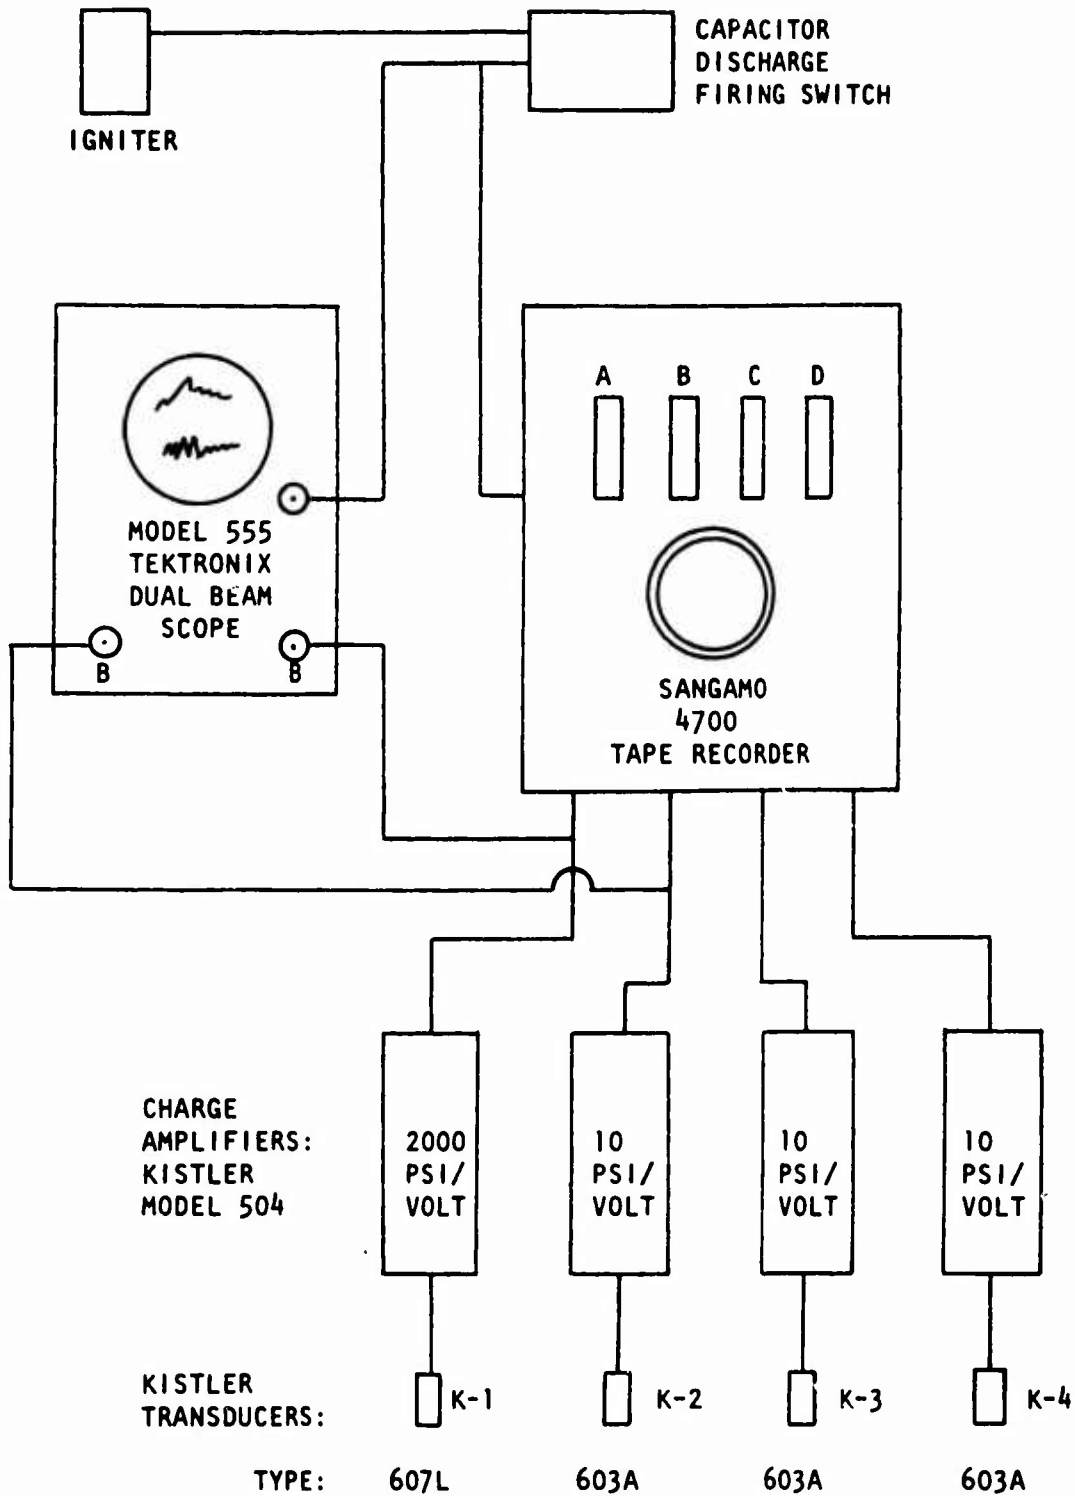 CAPACITOR
DISCHARGE
FIRING SWITCH
IGNITER
A B C D
MODEL 555
TEKTRONIX
DUAL BEAM
SCOPE
B B
SANGAMO
4700
TAPE RECORDER
CHARGE
AMPLIFIERS:
KISTLER
MODEL 504
2000
PSI/
VOLT
10
PSI/
VOLT
10
PSI/
VOLT
10
PSI/
VOLT
KISTLER
TRANSDUCERS:
K-1 K-2 K-3 K-4
TYPE: 607L 603A 603A 603A